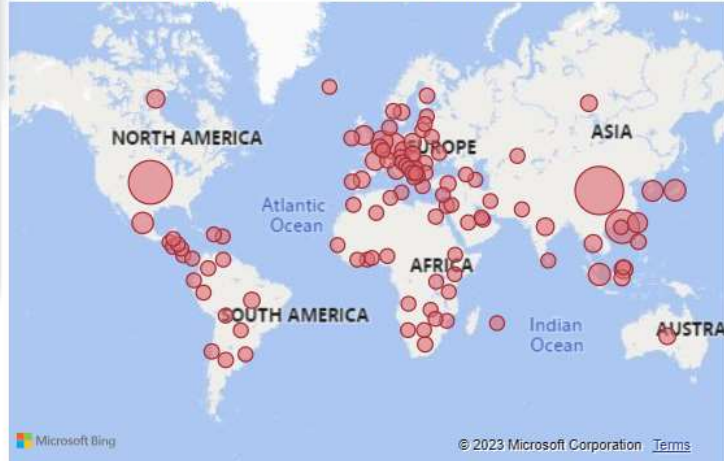 NORTH AMERICA
EUROPE
ASIA
Atlantic
Ocean
AFRICA
SOUTH AMERICA
Indian
Ocean
AUSTRA
Microsoft Bing
© 2023 Microsoft Corporation Terms